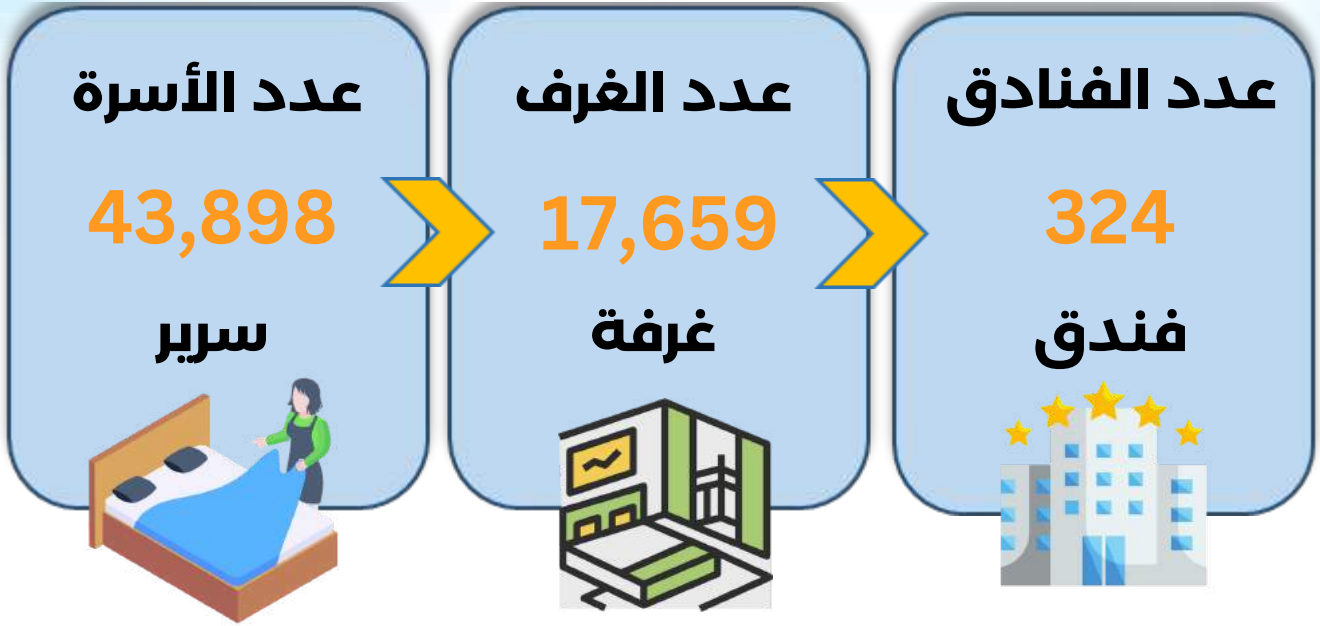 عدد الفنادق
324
فندق
عدد الغرف
17,659
غرفة
عدد الأسرة
43,898
سرير